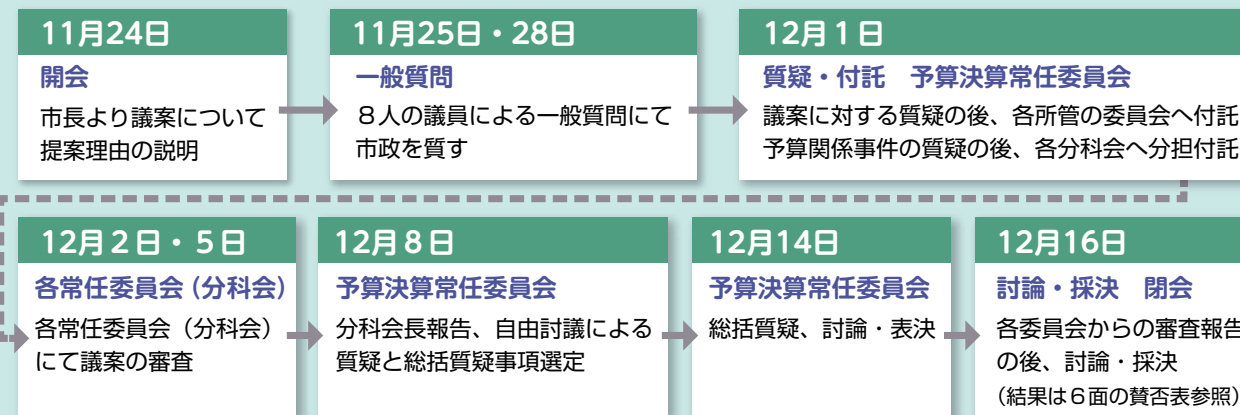 11月24日
開会
市長より議案について
提案理由の説明
11月25日・28日
一般質問
８人の議員による一般質問にて
市政を質す
12月１日
質疑・付託　予算決算常任委員会
議案に対する質疑の後、各所管の委員会へ付託
予算関係事件の質疑の後、各分科会へ分担付託
12月２日・５日
各常任委員会（分科会）
各常任委員会（分科会）
にて議案の審査
12月８日
予算決算常任委員会
分科会長報告、自由討議による
質疑と総括質疑事項選定
12月14日
予算決算常任委員会
総括質疑、討論・表決
12月16日
討論・採決　閉会
各委員会からの審査報告
の後、討論・採決
（結果は６面の賛否表参照）